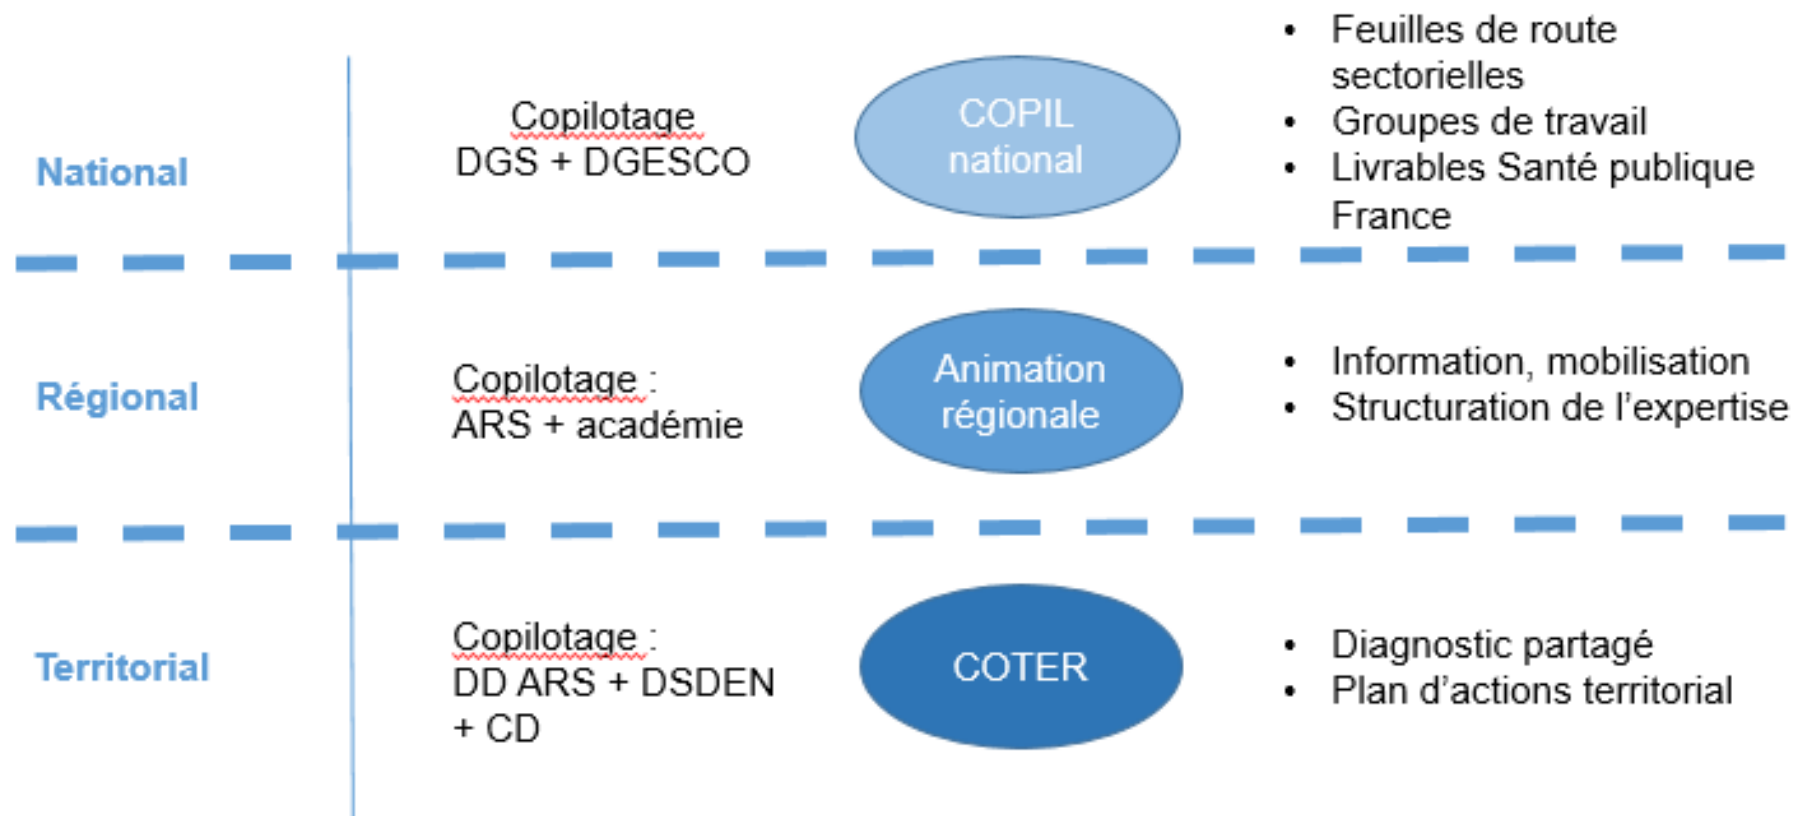 National
Copilotage
DGS + DGESCO
COPIL
national
• Feuilles de route
sectorielles
• Groupes de travail
• Livrables Santé publique
France
Régional
Copilotage :
ARS + académie
Animation
régionale
• Information, mobilisation
• Structuration de l’expertise
Territorial
Copilotage :
DD ARS + DSDEN
+ CD
COTER
• Diagnostic partagé
• Plan d’actions territorial